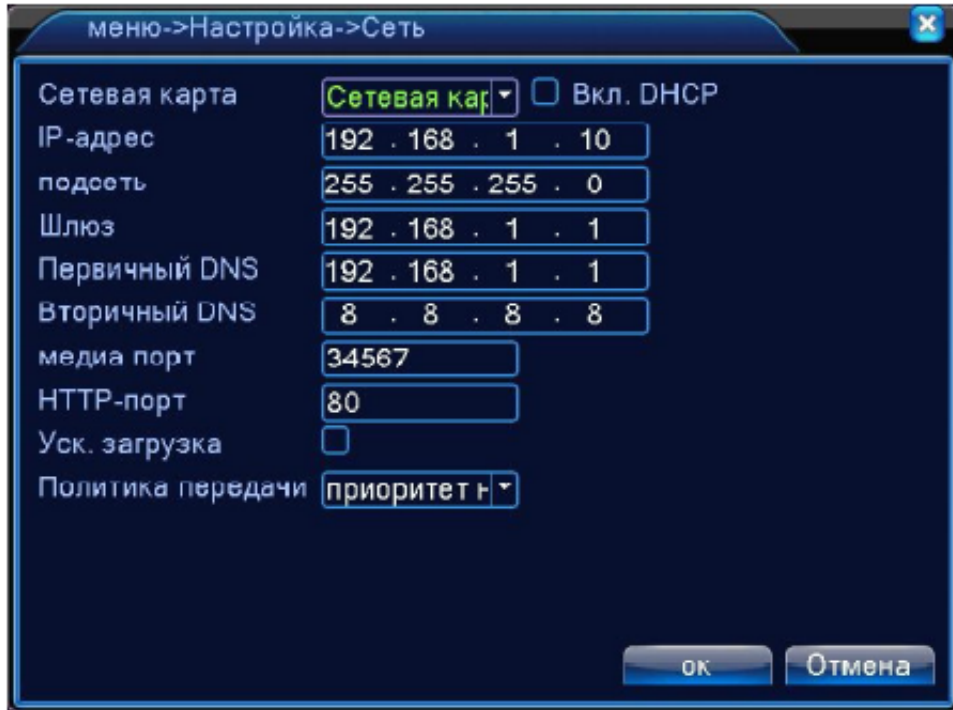 меню->Настройка->Сеть
Сетевая карта Сетевая кар Вкл. DHCP
IP-адрес 192 . 168 . 1 . 10
подсеть 255 . 255 . 255 . 0
Шлюз 192 . 168 . 1 . 1
Первичный DNS 192 . 168 . 1 . 1
Вторичный DNS 8 . 8 . 8 . 8
медиа порт 34567
HTTP-порт 80
Уск. загрузка
Политика передачи приоритет н
ок Отмена